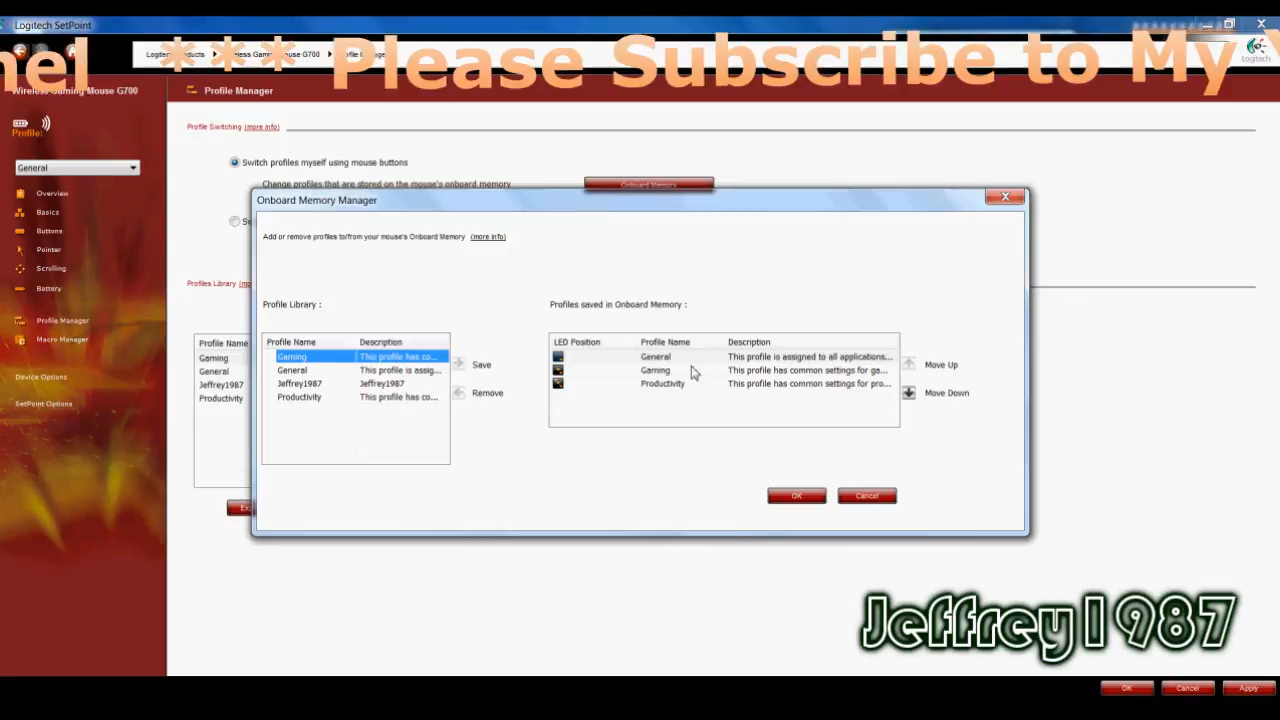 Logitech SetPoint
nel *** Please Subscribe to My Y
Wireless Gaming Mouse G700
Profile:
General
Overview
Basics
Buttons
Pointer
Scrolling
Battery
Profile Manager
Macro Manager
Device Options
SetPoint Options
Profile Manager
Logitech
Profile Switching (more info)
Switch profiles myself using mouse buttons
Change profiles that are stored on the mouse's onboard memory
Onboard Memory
Profiles Library
Profile Name
Gaming
General
Jeffrey1987
Productivity
Onboard Memory Manager
X
Add or remove profiles to/from your mouse's Onboard Memory (more info)
Profile Library :
Profile Name Description
Gaming This profile has co...
General This profile is assig...
Jeffrey1987 Jeffrey1987
Productivity This profile has co...
Save
Remove
Profiles saved in Onboard Memory :
LED Position Profile Name Description
General This profile is assigned to all applications...
Gaming This profile has common settings for ga...
Productivity This profile has common settings for pro...
Move Up
Move Down
OK Cancel
Jeffrey1987
OK Cancel Apply